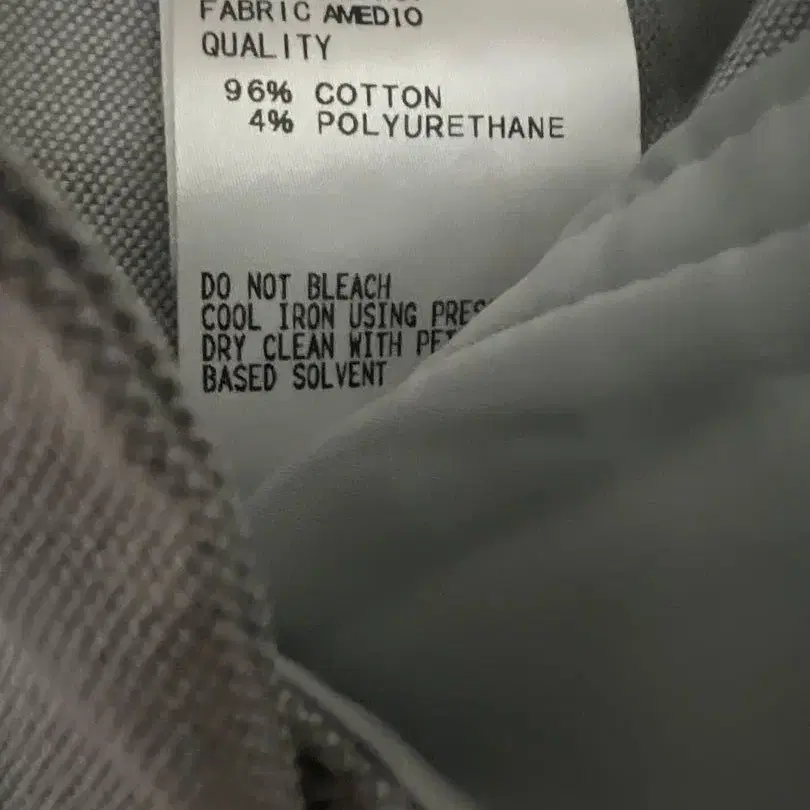 FABRIC AMEDIO
QUALITY
96% COTTON
4% POLYURETHANE
DO NOT BLEACH
COOL IRON USING
DRY CLEAN WITH
BASED SOLVENT